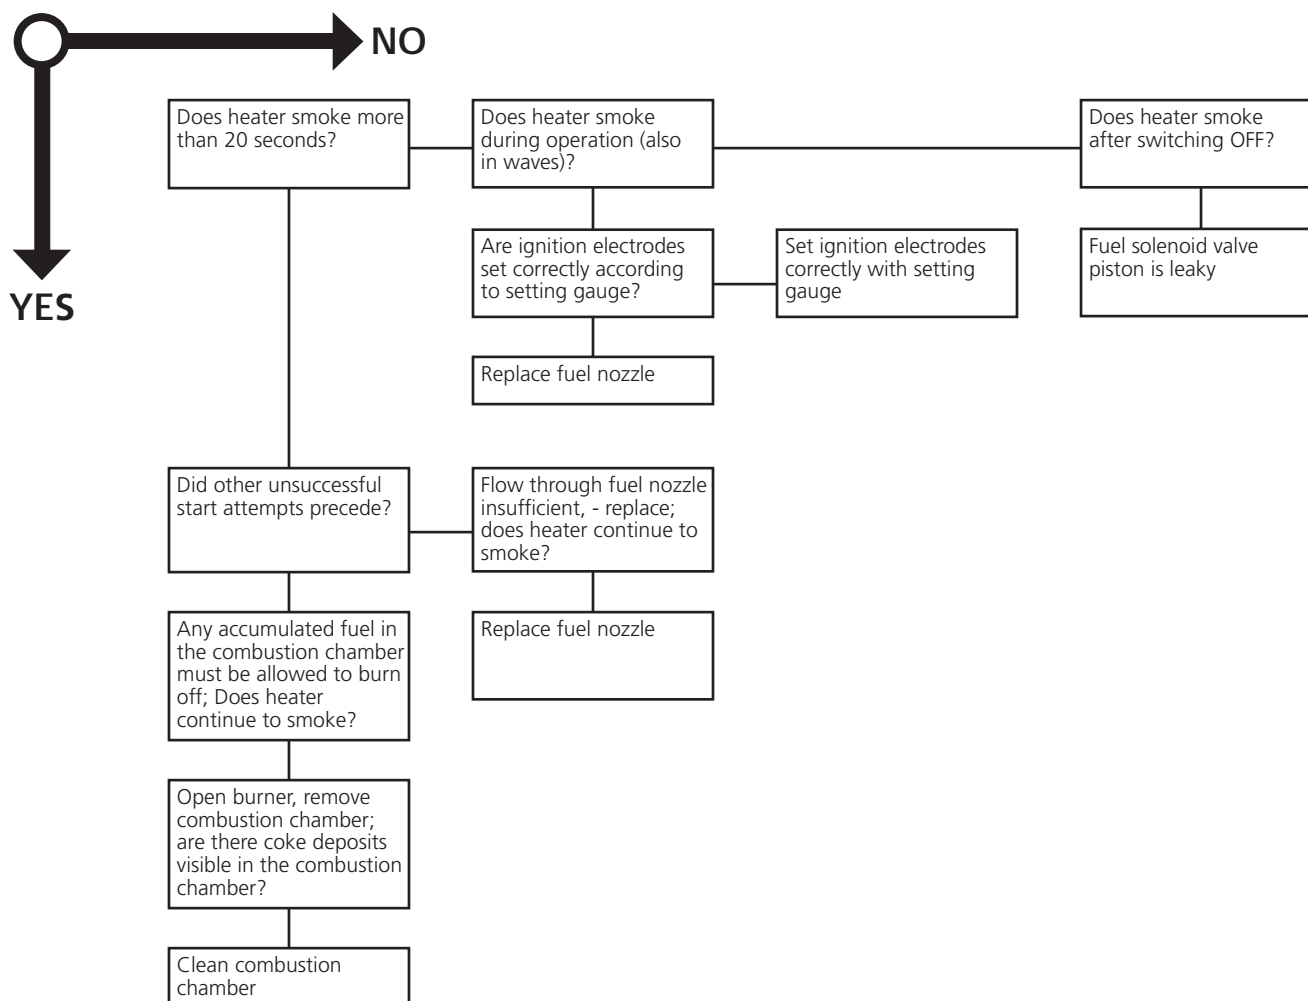 NO
YES
Does heater smoke more
than 20 seconds?
Does heater smoke
during operation (also
in waves)?
Does heater smoke
after switching OFF?
Are ignition electrodes
set correctly according
to setting gauge?
Set ignition electrodes
correctly with setting
gauge
Fuel solenoid valve
piston is leaky
Replace fuel nozzle
Did other unsuccessful
start attempts precede?
Flow through fuel nozzle
insufficient, - replace;
does heater continue to
smoke?
Any accumulated fuel in
the combustion chamber
must be allowed to burn
off; Does heater
continue to smoke?
Replace fuel nozzle
Open burner, remove
combustion chamber;
are there coke deposits
visible in the combustion
chamber?
Clean combustion
chamber